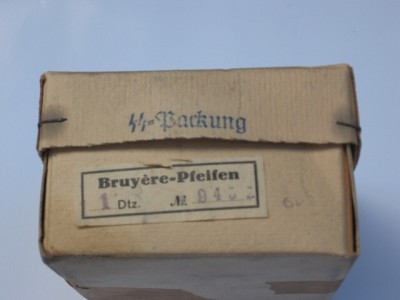 ᛋᛋ-Packung
Bruyère-Pfeifen
1 Dtz. №